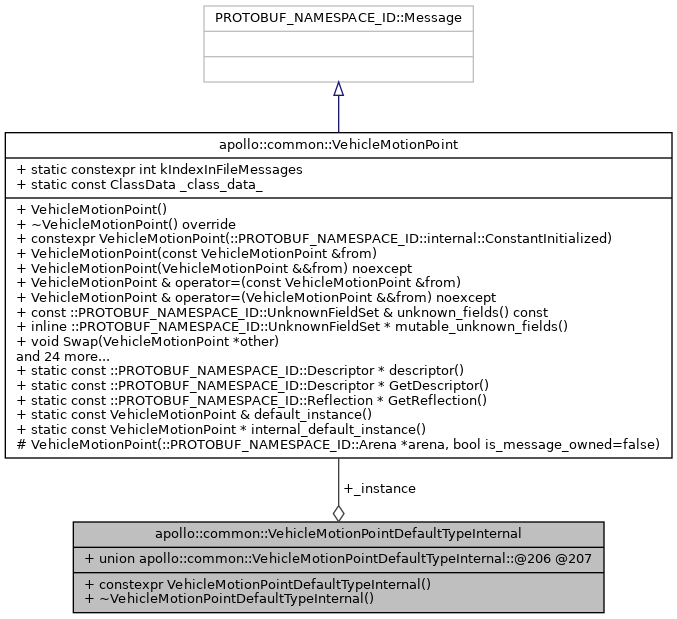 PROTOBUF_NAMESPACE_ID::Message
apollo::common::VehicleMotionPoint
+ static constexpr int kIndexInFileMessages
+ static const ClassData _class_data_
+ VehicleMotionPoint()
+ ~VehicleMotionPoint() override
+ constexpr VehicleMotionPoint(::PROTOBUF_NAMESPACE_ID::internal::ConstantInitialized)
+ VehicleMotionPoint(const VehicleMotionPoint &from)
+ VehicleMotionPoint(VehicleMotionPoint &&from) noexcept
+ VehicleMotionPoint & operator=(const VehicleMotionPoint &from)
+ VehicleMotionPoint & operator=(VehicleMotionPoint &&from) noexcept
+ const ::PROTOBUF_NAMESPACE_ID::UnknownFieldSet & unknown_fields() const
+ inline ::PROTOBUF_NAMESPACE_ID::UnknownFieldSet * mutable_unknown_fields()
+ void Swap(VehicleMotionPoint *other)
and 24 more...
+ static const ::PROTOBUF_NAMESPACE_ID::Descriptor * descriptor()
+ static const ::PROTOBUF_NAMESPACE_ID::Descriptor * GetDescriptor()
+ static const ::PROTOBUF_NAMESPACE_ID::Reflection * GetReflection()
+ static const VehicleMotionPoint & default_instance()
+ static const VehicleMotionPoint * internal_default_instance()
# VehicleMotionPoint(::PROTOBUF_NAMESPACE_ID::Arena *arena, bool is_message_owned=false)
+_instance
apollo::common::VehicleMotionPointDefaultTypeInternal
+ union apollo::common::VehicleMotionPointDefaultTypeInternal::@206 @207
+ constexpr VehicleMotionPointDefaultTypeInternal()
+ ~VehicleMotionPointDefaultTypeInternal()